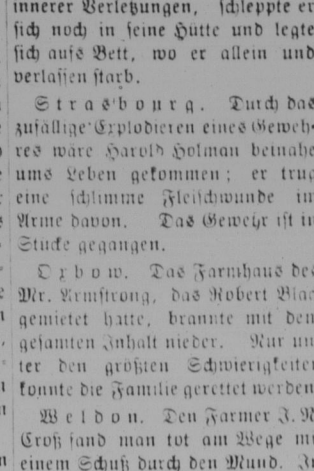 innerer Verletzungen, schleppte er
sich noch in seine Hütte und legte
sich aufs Bett, wo er allein und
verlassen starb.
Strasbourg. Durch das
zufällige Explodieren eines Geweh-
res wäre Harold Holman beinahe
ums Leben gekommen; er trug
eine schlimme Fleischwunde im
Arme davon. Das Gewehr ist in
Stücke gegangen.
Oxbow. Das Farmhaus des
Mr. Armstrong, das Robert Blac
gemietet hatte, brannte mit dem
gesamten Inhalt nieder. Nur un
ter den größten Schwierigkeiten
konnte die Familie gerettet werden
Weldon. Den Farmer J. N
Croß fand man tot am Wege mi
einem Schuß durch den Mund. In